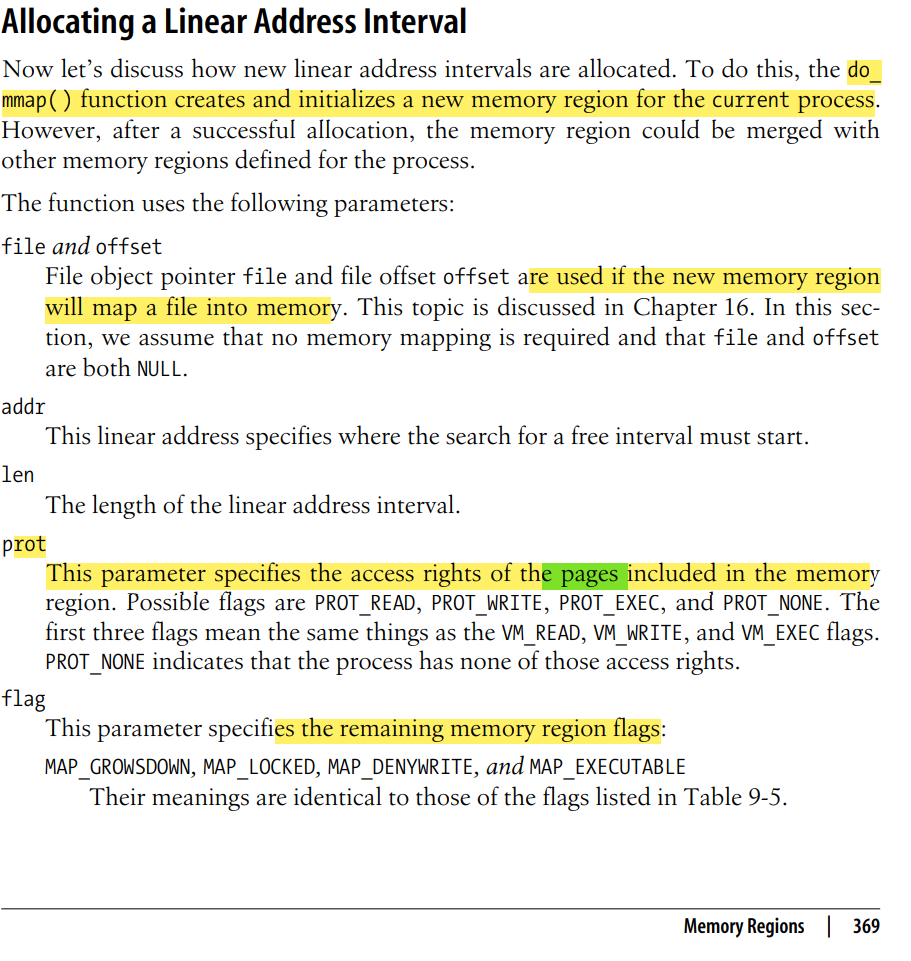 Allocating a Linear Address Interval
Now let’s discuss how new linear address intervals are allocated. To do this, the do_
mmap() function creates and initializes a new memory region for the current process.
However, after a successful allocation, the memory region could be merged with
other memory regions defined for the process.
The function uses the following parameters:
file and offset
File object pointer file and file offset offset are used if the new memory region
will map a file into memory. This topic is discussed in Chapter 16. In this sec-
tion, we assume that no memory mapping is required and that file and offset
are both NULL.
addr
This linear address specifies where the search for a free interval must start.
len
The length of the linear address interval.
prot
This parameter specifies the access rights of the pages included in the memory
region. Possible flags are PROT_READ, PROT_WRITE, PROT_EXEC, and PROT_NONE. The
first three flags mean the same things as the VM_READ, VM_WRITE, and VM_EXEC flags.
PROT_NONE indicates that the process has none of those access rights.
flag
This parameter specifies the remaining memory region flags:
MAP_GROWSDOWN, MAP_LOCKED, MAP_DENYWRITE, and MAP_EXECUTABLE
Their meanings are identical to those of the flags listed in Table 9-5.
Memory Regions | 369